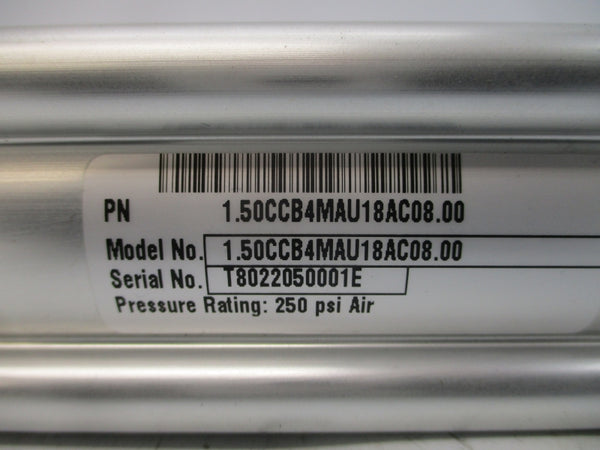 PN 1.50CCB4MAU18AC08.00
Model No. 1.50CCB4MAU18AC08.00
Serial No. T8022050001E
Pressure Rating: 250 psi Air